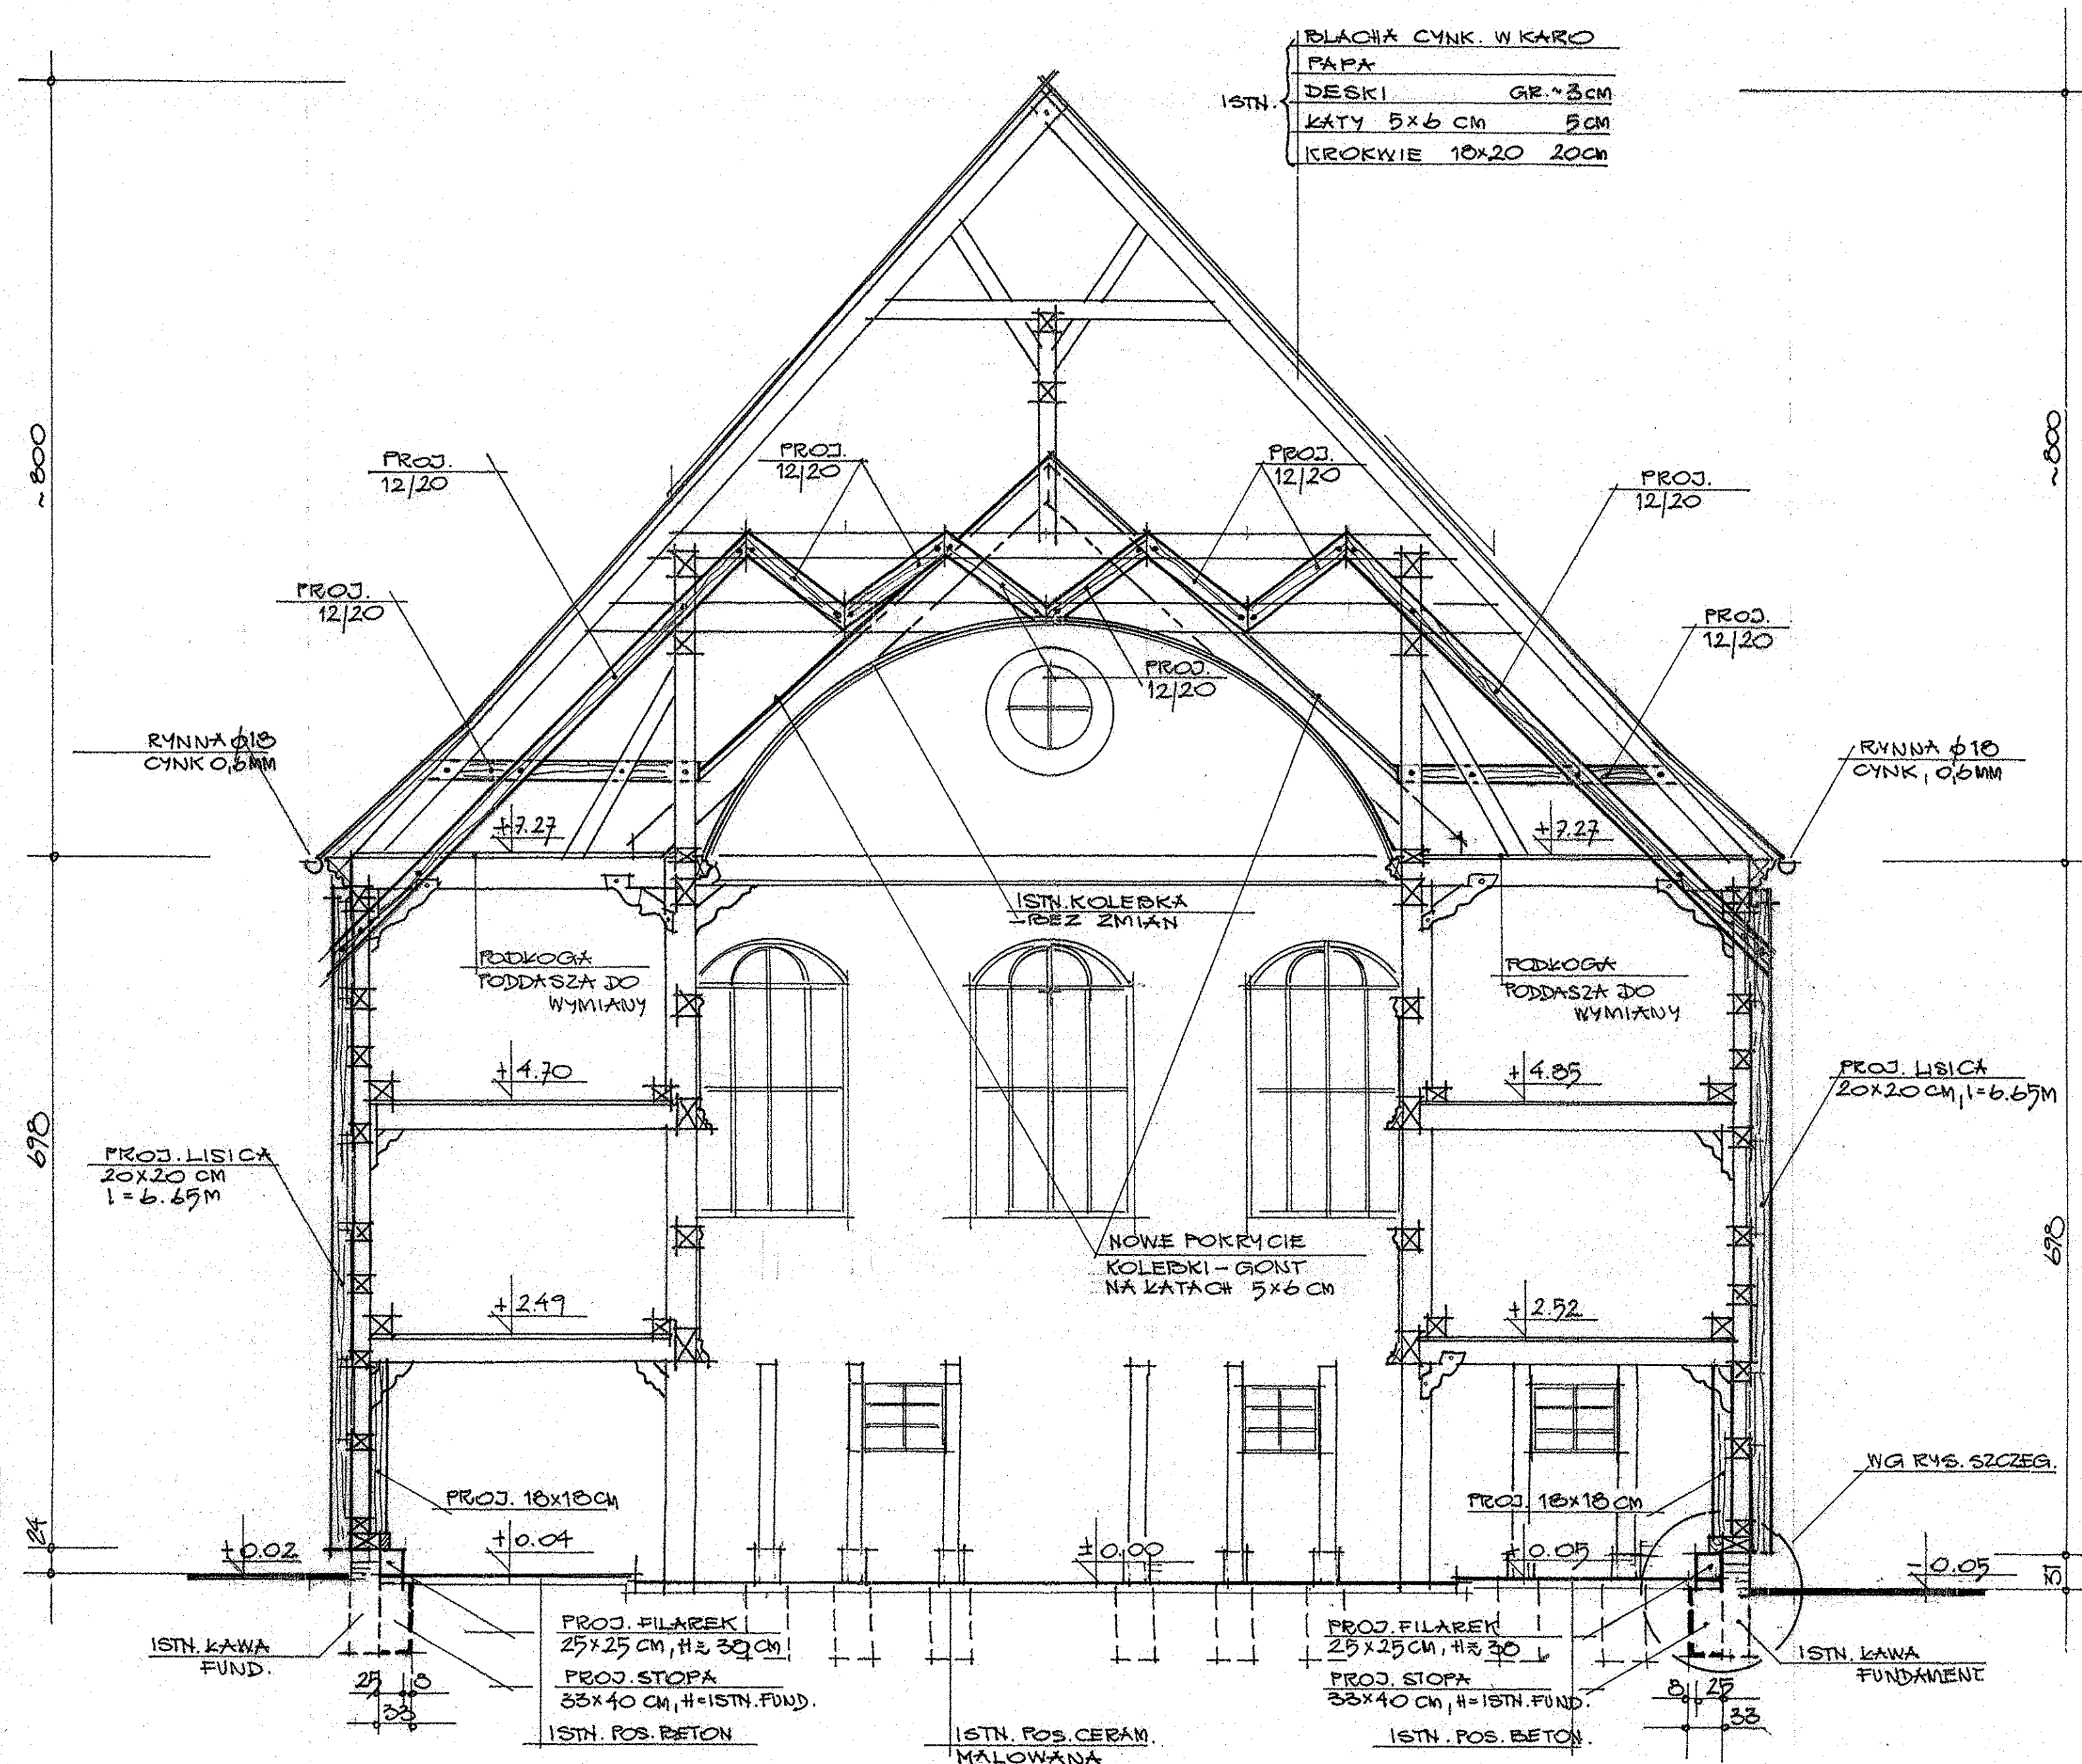 BLACHA CYNK. W KARO
PAPA
DESKI GR.~3CM
ISTN.
ŁATY 5×6 CM 5CM
KROKWIE 18×20 20CM
~800
~800
PROJ.
12/20
PROJ.
12/20
PROJ.
12/20
PROJ.
12/20
PROJ.
12/20
PROJ.
12/20
PROJ.
12/20
RYNNA ϕ18
CYNK 0,6MM
RYNNA ϕ18
CYNK, 0,6MM
+7.27
+7.27
ISTN. KOLEBKA
-BEZ ZMIAN
PODŁOGA
PODDASZA DO
WYMIANY
PODŁOGA
PODDASZA DO
WYMIANY
+4.70
+4.85
PROJ. LISICA
20×20 CM, l=6.65M
698
698
PROJ. LISICA
20×20 CM
l=6.65M
NOWE POKRYCIE
KOLEBKI-GONT
NA ŁATACH 5×6 CM
+2.49
+2.52
WG RYS. SZCZEG.
PROJ. 18×18CM
PROJ. 18×18CM
24
±0.02
+0.04
±0.00
±0.05
-0.05
31
ISTN. ŁAWA
FUND.
PROJ. FILAREK
25×25 CM, H≅38CM
PROJ. STOPA
33×40 CM, H=ISTN.FUND.
ISTN. POS. BETON
ISTN. POS. CERAM.
MALOWANA
PROJ. FILAREK
25×25CM, H≅38
PROJ. STOPA
33×40 CM, H=ISTN.FUND.
ISTN. POS. BETON.
ISTN. ŁAWA
FUNDAMENT
25 8
33
8 25
33